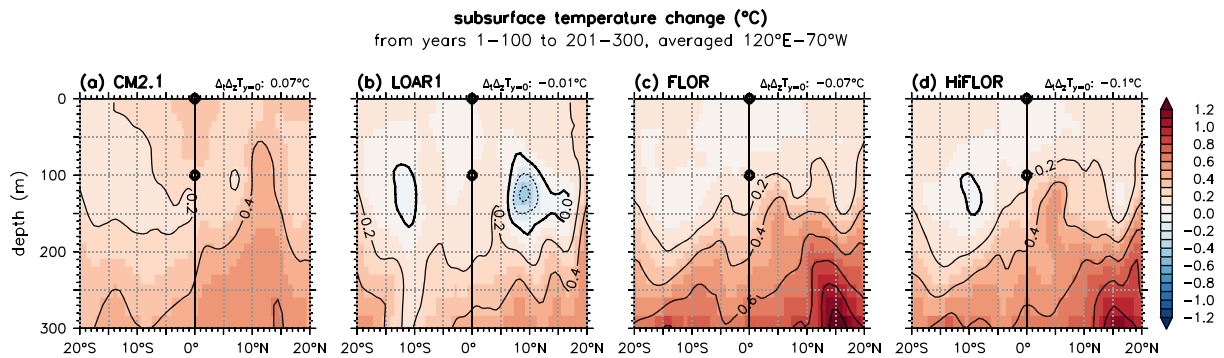 subsurface temperature change (°C)
from years 1–100 to 201–300, averaged 120°E–70°W
(a) CM2.1 ΔtΔzTy=0: 0.07°C
(b) LOAR1 ΔtΔzTy=0: −0.01°C
(c) FLOR ΔtΔzTy=0: −0.07°C
(d) HiFLOR ΔtΔzTy=0: −0.1°C
depth (m)
0
100
200
300
0.2
0.4
0.2
0.2
0.0
0.4
0.2
0.4
0.6
0.2
0.4
20°S 10°S 0° 10°N 20°N
20°S 10°S 0° 10°N 20°N
20°S 10°S 0° 10°N 20°N
20°S 10°S 0° 10°N 20°N
1.2
1.0
0.8
0.6
0.4
0.2
0.0
−0.2
−0.4
−0.6
−0.8
−1.0
−1.2